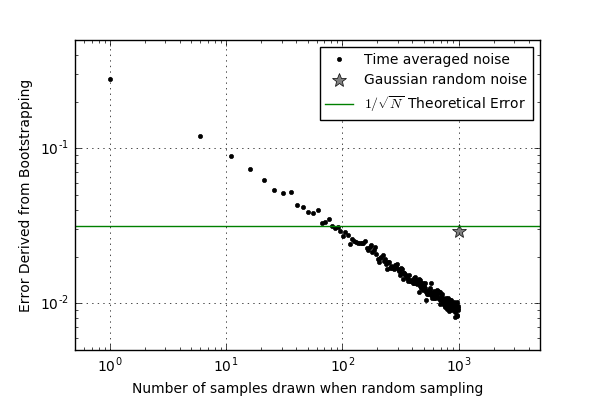 Time averaged noise
Gaussian random noise
1/√N Theoretical Error
Error Derived from Bootstrapping
10⁻¹
10⁻²
10⁰ 10¹ 10² 10³
Number of samples drawn when random sampling